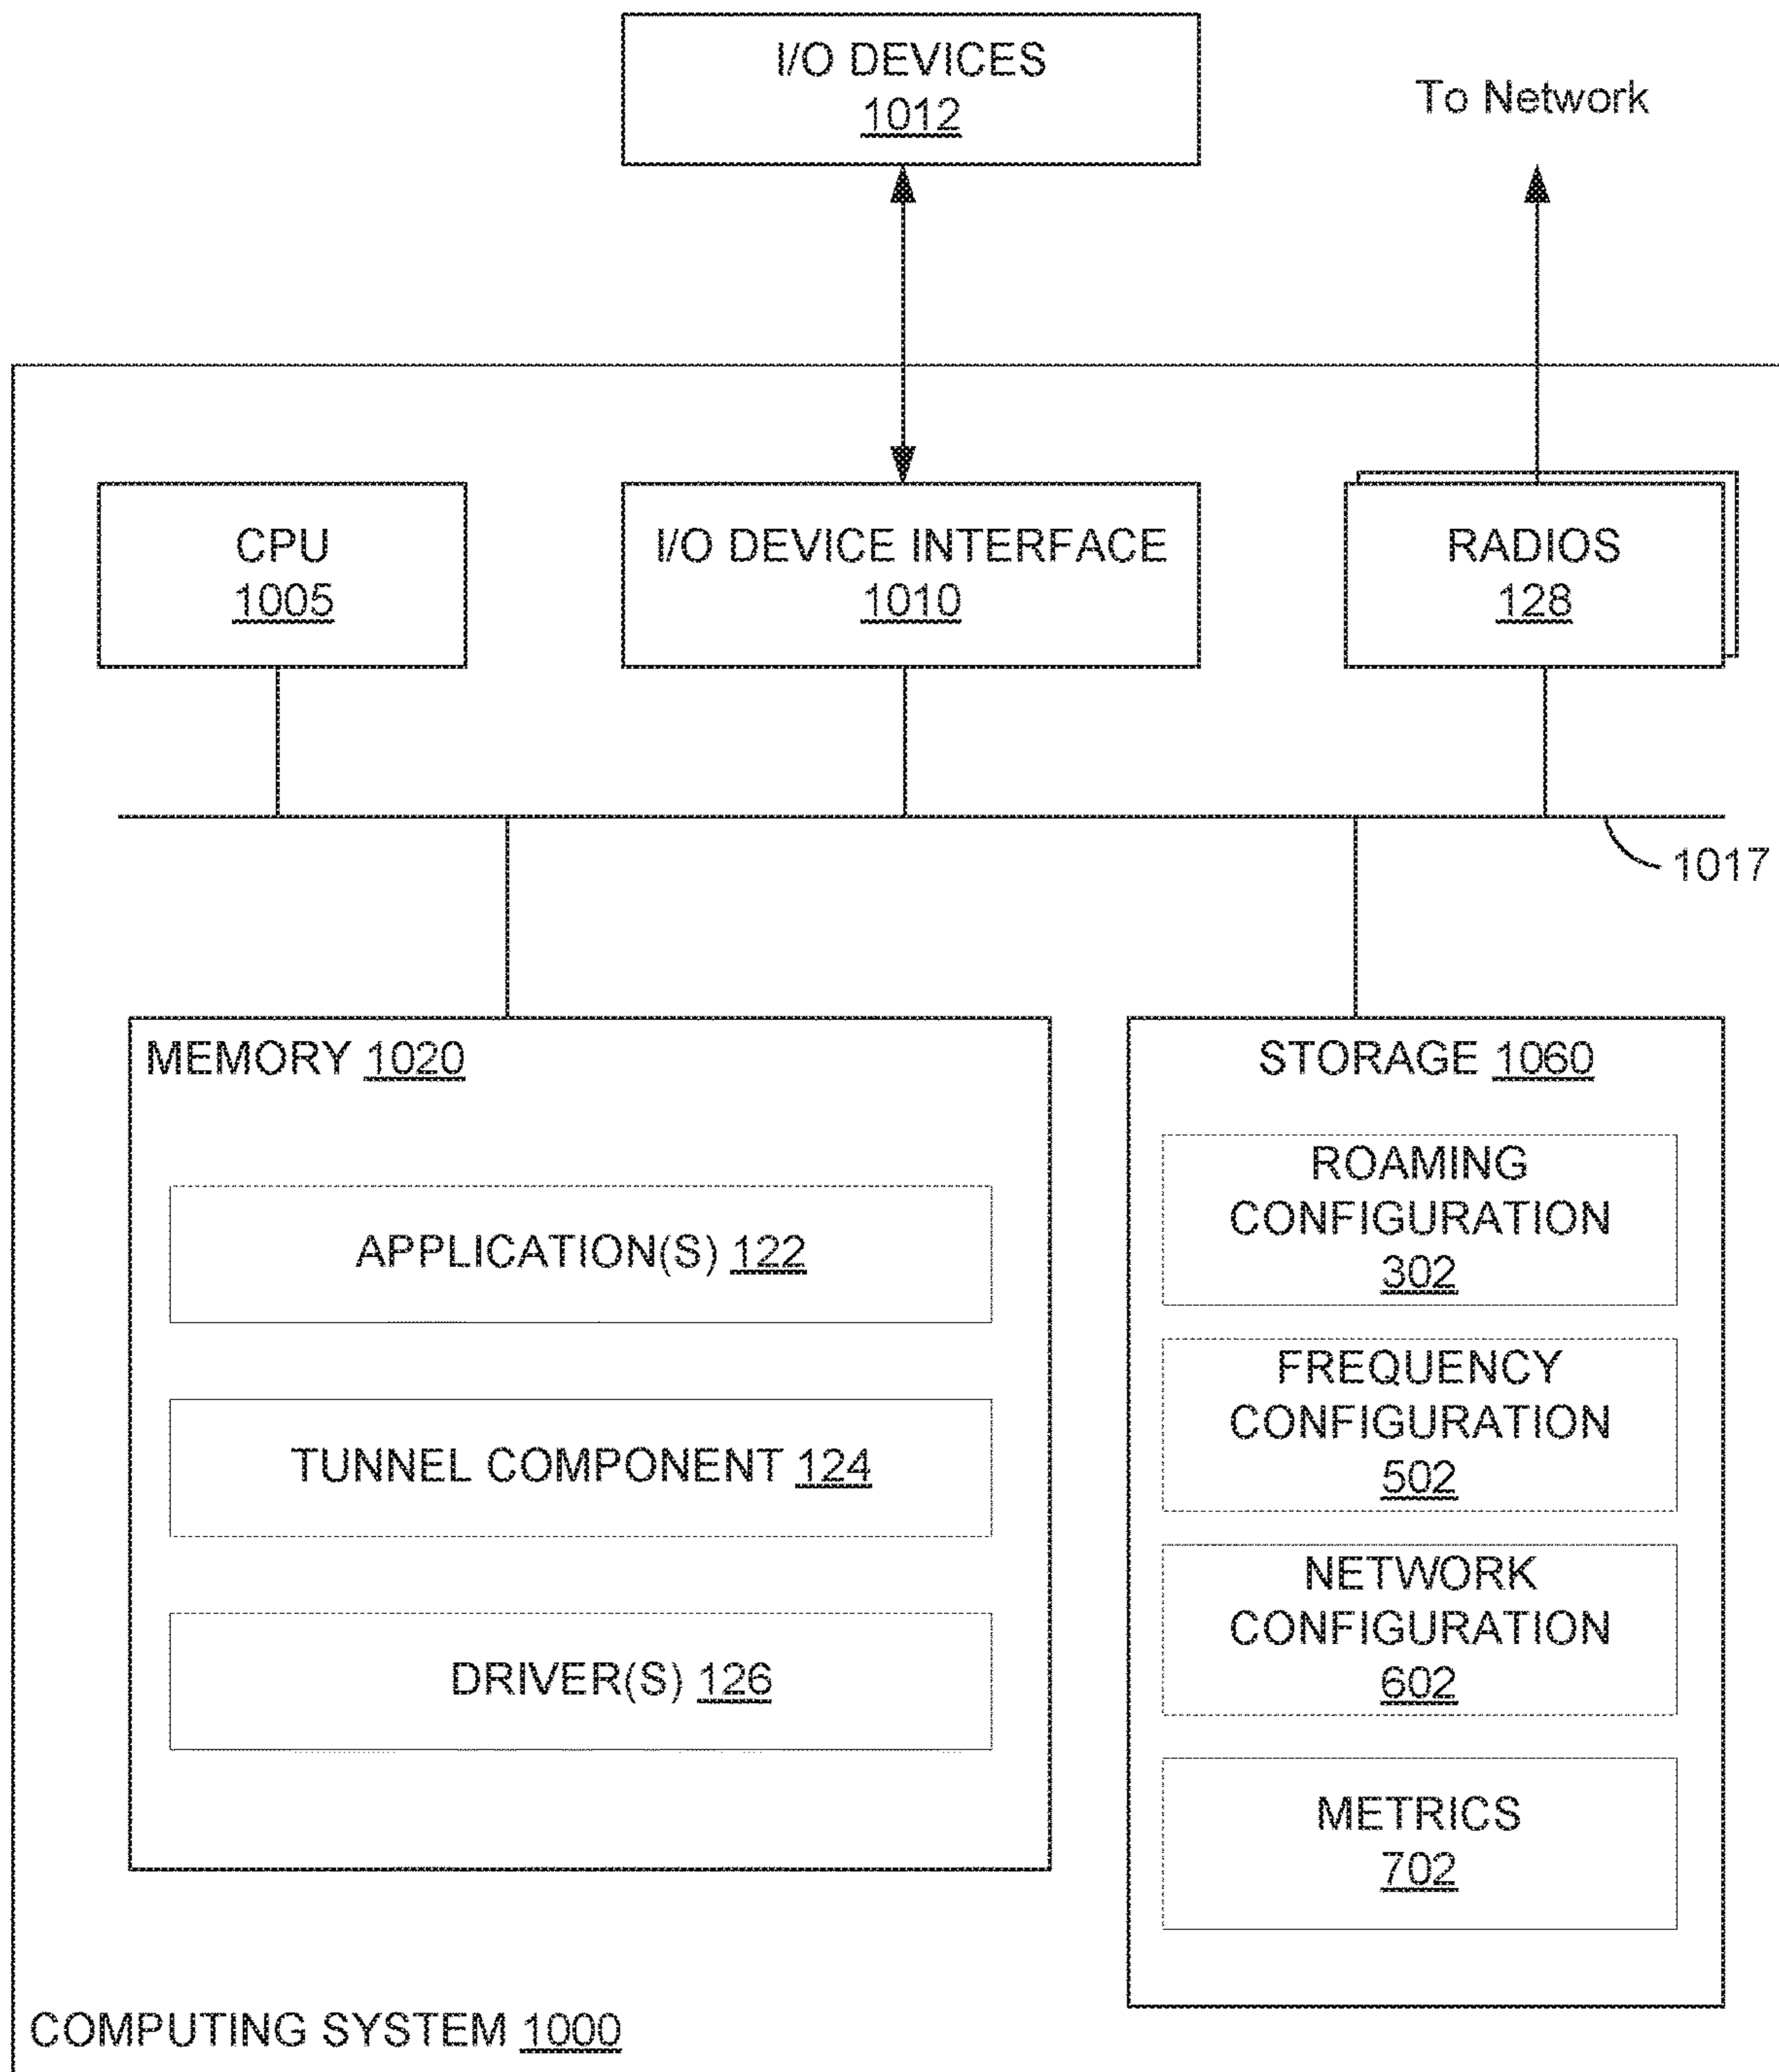 I/O DEVICES
1012
To Network
CPU
1005
I/O DEVICE INTERFACE
1010
RADIOS
128
1017
MEMORY 1020
APPLICATION(S) 122
TUNNEL COMPONENT 124
DRIVER(S) 126
STORAGE 1060
ROAMING
CONFIGURATION
302
FREQUENCY
CONFIGURATION
502
NETWORK
CONFIGURATION
602
METRICS
702
COMPUTING SYSTEM 1000